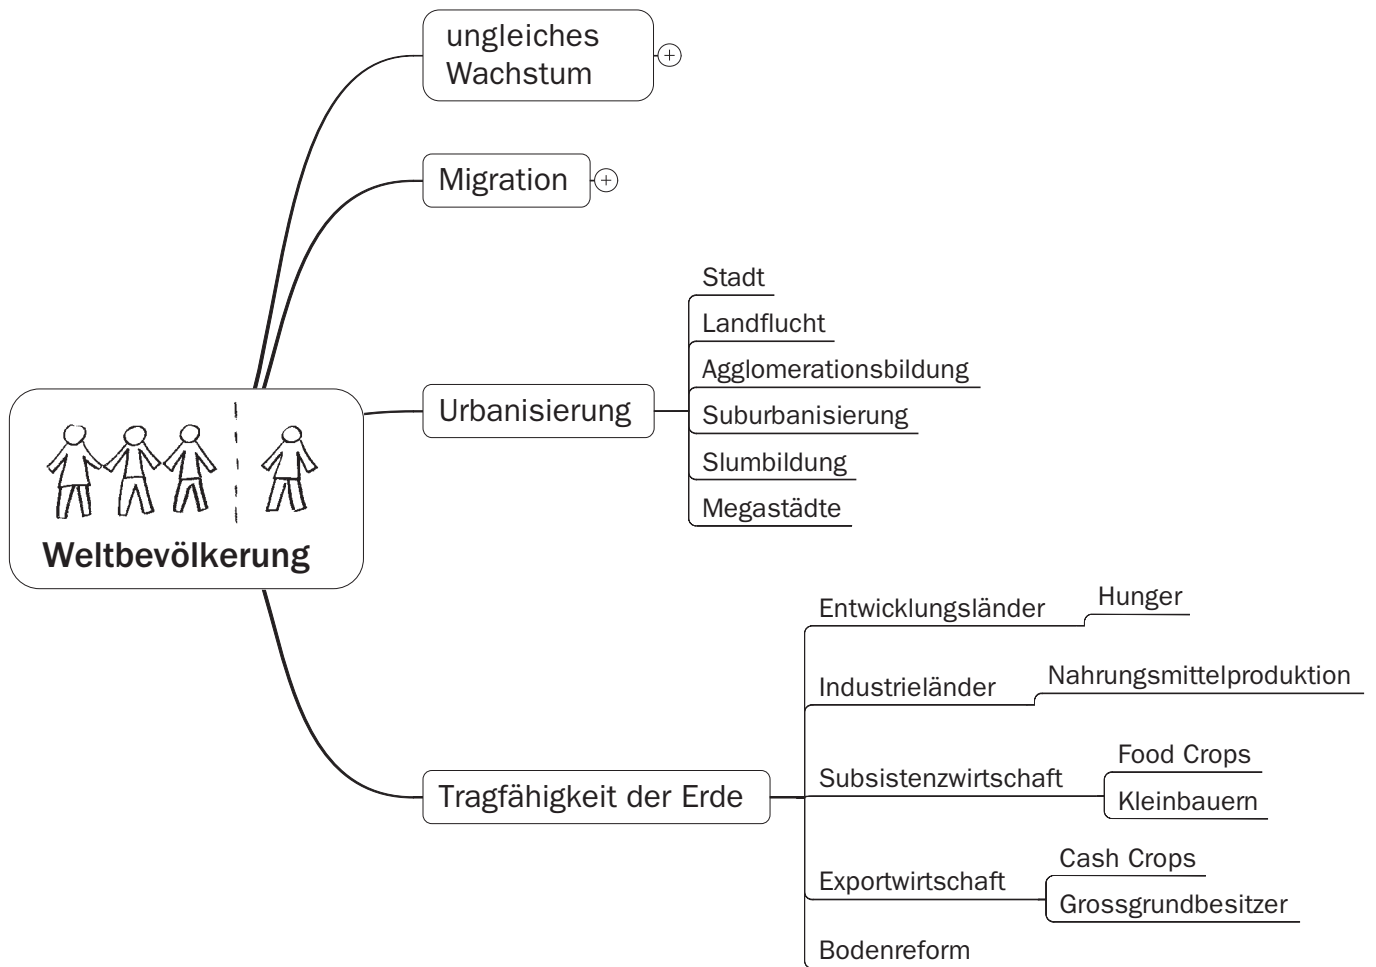 ungleiches
Wachstum
Migration
Stadt
Landflucht
Agglomerationsbildung
Urbanisierung
Suburbanisierung
Slumbildung
Megastädte
Weltbevölkerung
Entwicklungsländer
Hunger
Industrieländer
Nahrungsmittelproduktion
Tragfähigkeit der Erde
Subsistenzwirtschaft
Food Crops
Kleinbauern
Exportwirtschaft
Cash Crops
Grossgrundbesitzer
Bodenreform